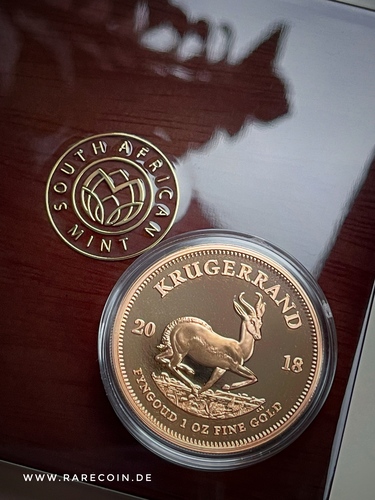 SOUTH AFRICAN
MINT
KRUGERRAND
20 18
FYNGOUD 1 OZ FINE GOLD
WWW.RARECOIN.DE